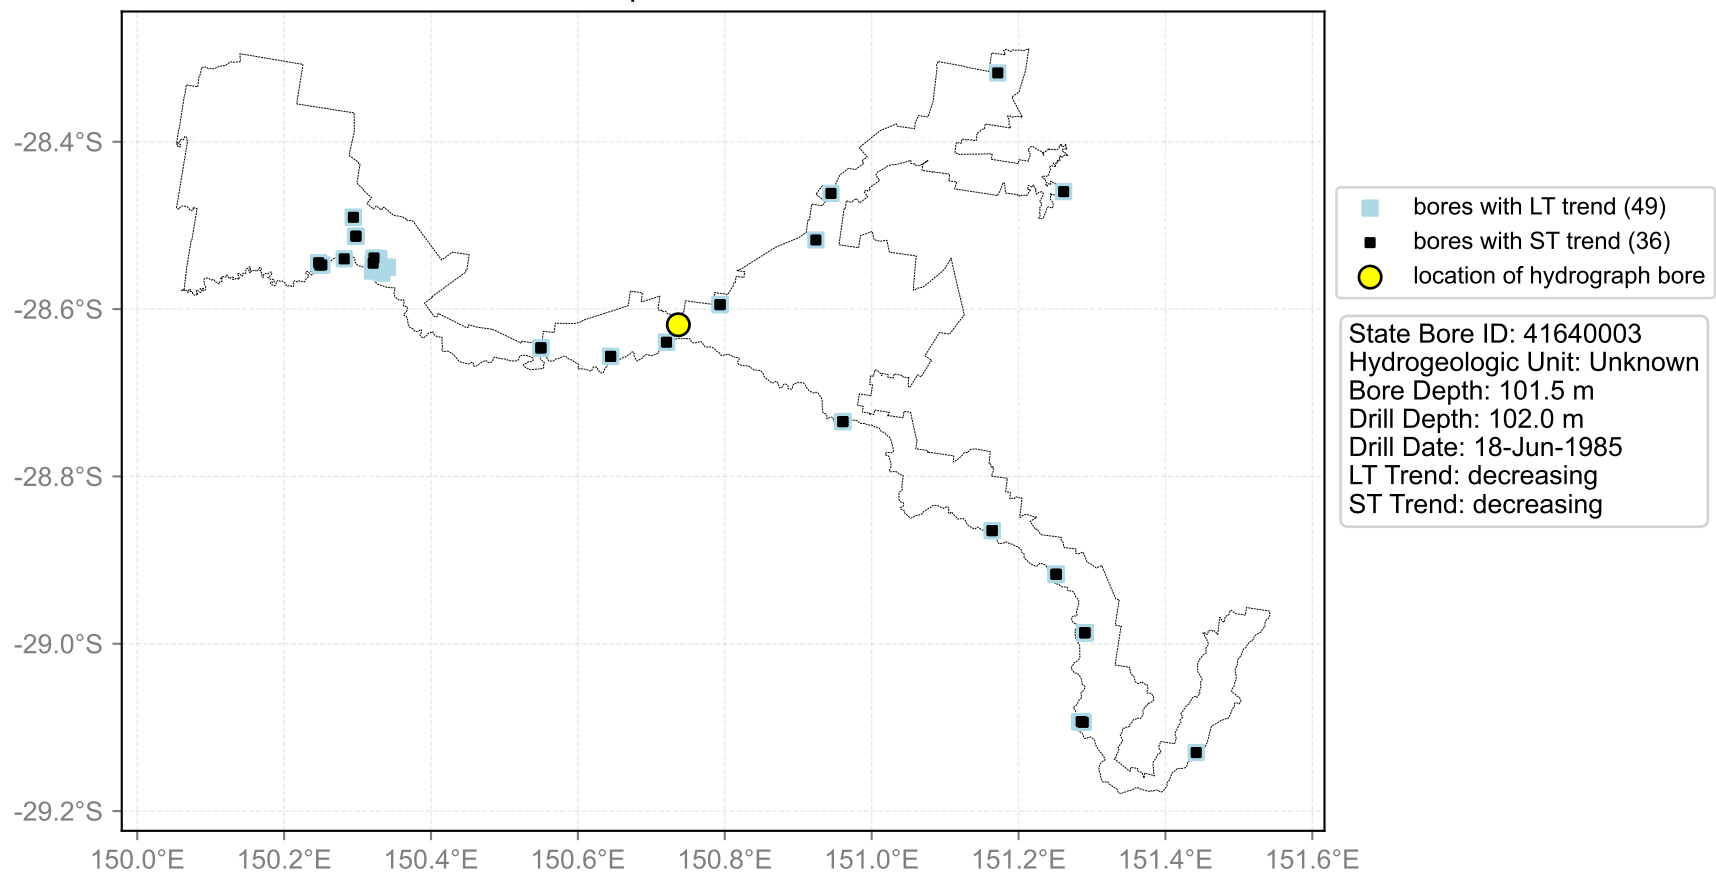 -28.4°S
-28.6°S
-28.8°S
-29.0°S
-29.2°S
150.0°E 150.2°E 150.4°E 150.6°E 150.8°E 151.0°E 151.2°E 151.4°E 151.6°E
bores with LT trend (49)
bores with ST trend (36)
location of hydrograph bore
State Bore ID: 41640003
Hydrogeologic Unit: Unknown
Bore Depth: 101.5 m
Drill Depth: 102.0 m
Drill Date: 18-Jun-1985
LT Trend: decreasing
ST Trend: decreasing